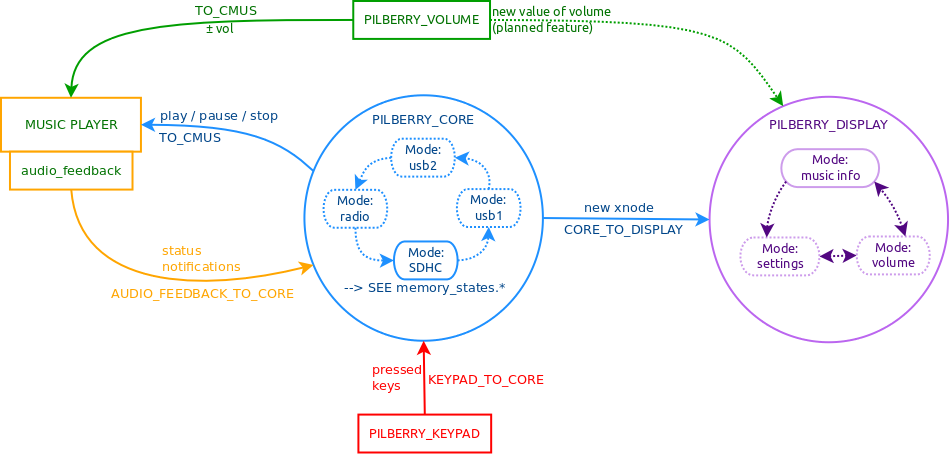 TO_CMUS
± vol
PILBERRY_VOLUME
new value of volume
(planned feature)
MUSIC PLAYER
audio_feedback
play / pause / stop
TO_CMUS
PILBERRY_CORE
Mode:
usb2
Mode:
radio
Mode:
usb1
Mode:
SDHC
--> SEE memory_states.*
new xnode
CORE_TO_DISPLAY
PILBERRY_DISPLAY
Mode:
music info
Mode:
settings
Mode:
volume
status
notifications
AUDIO_FEEDBACK_TO_CORE
pressed
keys
KEYPAD_TO_CORE
PILBERRY_KEYPAD